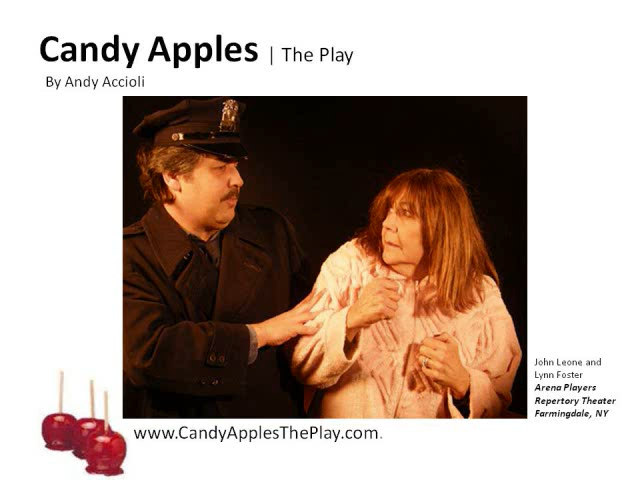 Candy Apples | The Play
By Andy Accioli
John Leone and
Lynn Foster
Arena Players
Repertory Theater
Farmingdale, NY
www.CandyApplesThePlay.com.